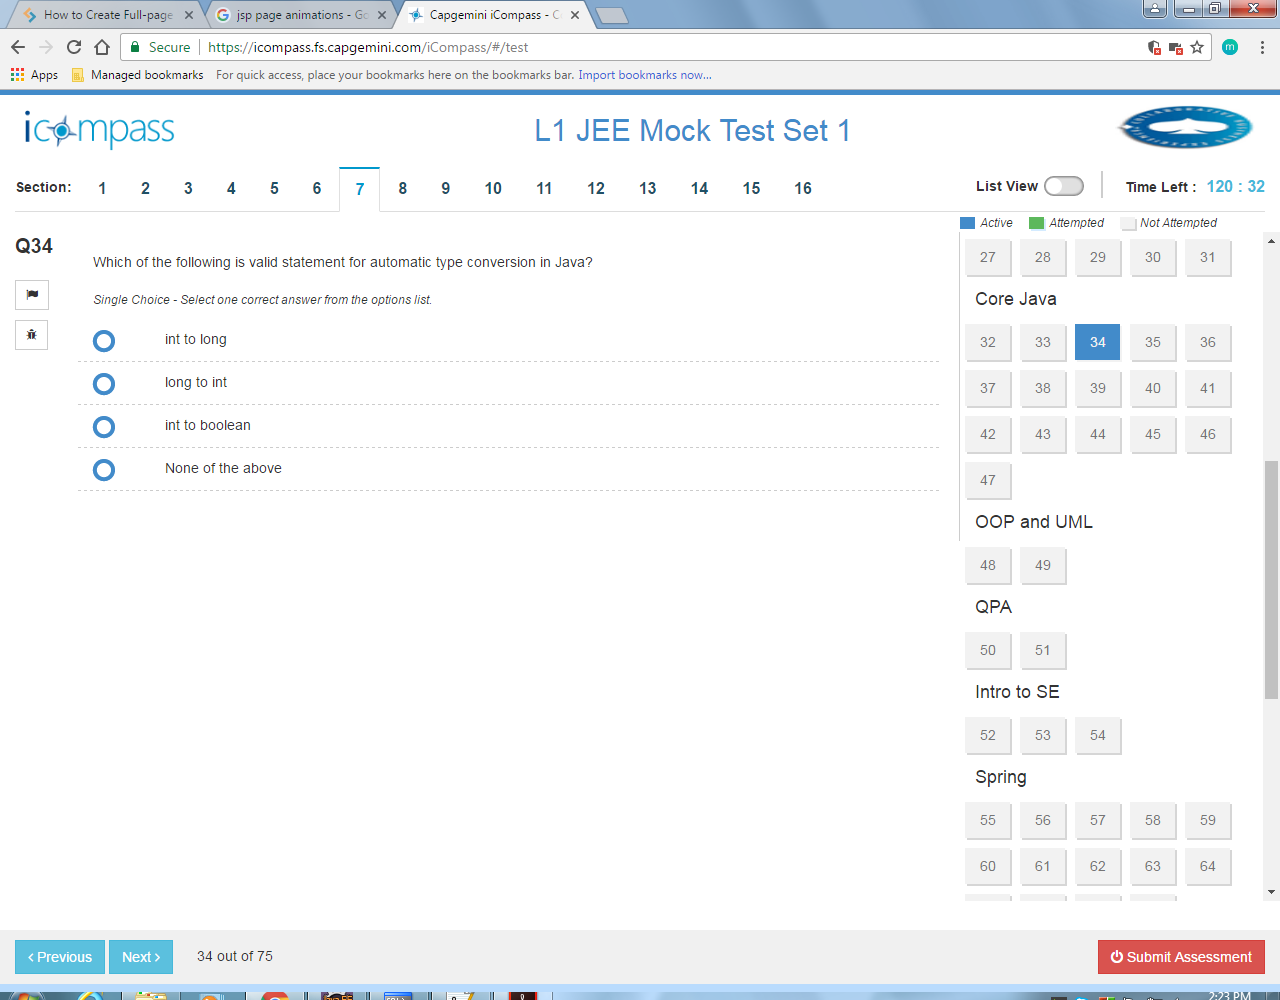 How to Create Full-page
jsp page animations - Go
Capgemini iCompass - C
Secure
https://icompass.fs.capgemini.com/iCompass/#/test
m
Apps
Managed bookmarks
For quick access, place your bookmarks here on the bookmarks bar. Import bookmarks now...
icompass
L1 JEE Mock Test Set 1
Section: 1 2 3 4 5 6 7 8 9 10 11 12 13 14 15 16
List View
Time Left : 120 : 32
Active Attempted Not Attempted
Q34
Which of the following is valid statement for automatic type conversion in Java?
Single Choice - Select one correct answer from the options list.
int to long
long to int
int to boolean
None of the above
27 28 29 30 31
Core Java
32 33 34 35 36
37 38 39 40 41
42 43 44 45 46
47
OOP and UML
48 49
QPA
50 51
Intro to SE
52 53 54
Spring
55 56 57 58 59
60 61 62 63 64
‹ Previous
Next ›
34 out of 75
Submit Assessment
2:23 PM